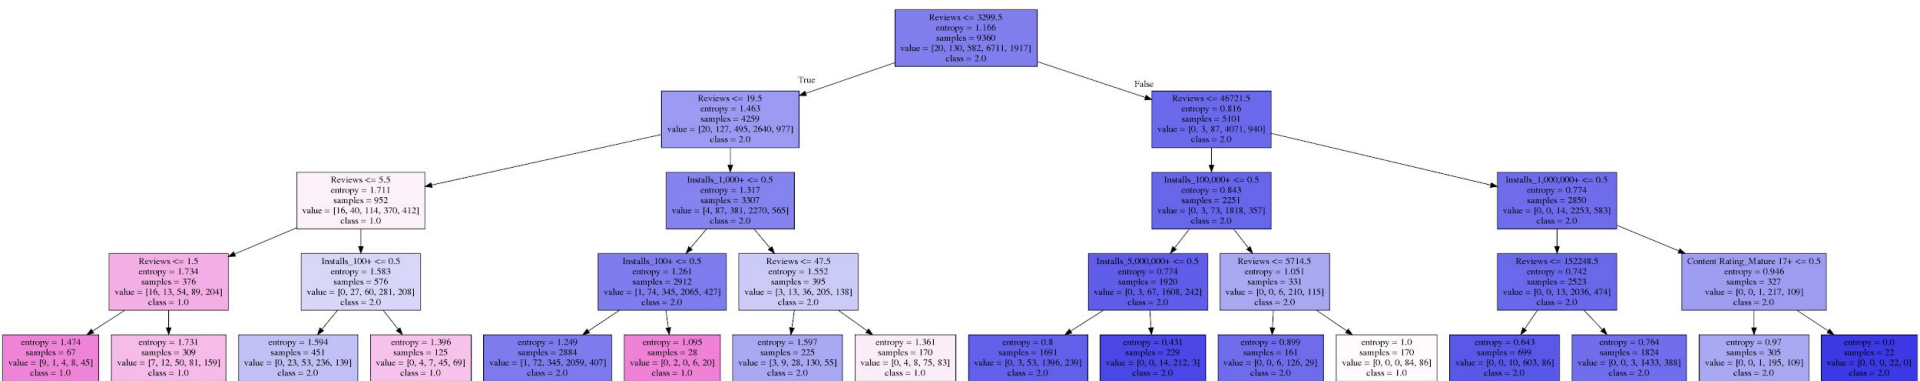 Reviews <= 3299.5
entropy = 1.166
samples = 9360
value = [20, 130, 582, 6711, 1917]
class = 2.0
True
False
Reviews <= 19.5
entropy = 1.463
samples = 4259
value = [20, 127, 495, 2640, 977]
class = 2.0
Reviews <= 46721.5
entropy = 0.816
samples = 5101
value = [0, 3, 87, 4071, 940]
class = 2.0
Reviews <= 5.5
entropy = 1.711
samples = 952
value = [16, 40, 114, 370, 412]
class = 1.0
Installs_1,000+ <= 0.5
entropy = 1.317
samples = 3307
value = [4, 87, 381, 2270, 565]
class = 2.0
Installs_100,000+ <= 0.5
entropy = 0.843
samples = 2251
value = [0, 3, 73, 1818, 357]
class = 2.0
Installs_1,000,000+ <= 0.5
entropy = 0.774
samples = 2850
value = [0, 0, 14, 2253, 583]
class = 2.0
Reviews <= 1.5
entropy = 1.734
samples = 376
value = [16, 13, 54, 89, 204]
class = 1.0
Installs_100+ <= 0.5
entropy = 1.583
samples = 576
value = [0, 27, 60, 281, 208]
class = 2.0
Installs_100+ <= 0.5
entropy = 1.261
samples = 2912
value = [1, 74, 345, 2065, 427]
class = 2.0
Reviews <= 47.5
entropy = 1.552
samples = 395
value = [3, 13, 36, 205, 138]
class = 2.0
Installs_5,000,000+ <= 0.5
entropy = 0.774
samples = 1920
value = [0, 3, 67, 1608, 242]
class = 2.0
Reviews <= 5714.5
entropy = 1.051
samples = 331
value = [0, 0, 6, 210, 115]
class = 2.0
Reviews <= 152248.5
entropy = 0.742
samples = 2523
value = [0, 0, 13, 2036, 474]
class = 2.0
Content Rating_Mature 17+ <= 0.5
entropy = 0.946
samples = 327
value = [0, 0, 1, 217, 109]
class = 2.0
entropy = 1.474
samples = 67
value = [9, 1, 4, 8, 45]
class = 1.0
entropy = 1.731
samples = 309
value = [7, 12, 50, 81, 159]
class = 1.0
entropy = 1.594
samples = 451
value = [0, 23, 53, 236, 139]
class = 2.0
entropy = 1.396
samples = 125
value = [0, 4, 7, 45, 69]
class = 1.0
entropy = 1.249
samples = 2884
value = [1, 72, 345, 2059, 407]
class = 2.0
entropy = 1.095
samples = 28
value = [0, 2, 0, 6, 20]
class = 1.0
entropy = 1.597
samples = 225
value = [3, 9, 28, 130, 55]
class = 2.0
entropy = 1.361
samples = 170
value = [0, 4, 8, 75, 83]
class = 1.0
entropy = 0.8
samples = 1691
value = [0, 3, 53, 1396, 239]
class = 2.0
entropy = 0.431
samples = 229
value = [0, 0, 14, 212, 3]
class = 2.0
entropy = 0.899
samples = 161
value = [0, 0, 6, 126, 29]
class = 2.0
entropy = 1.0
samples = 170
value = [0, 0, 0, 84, 86]
class = 1.0
entropy = 0.643
samples = 699
value = [0, 0, 10, 603, 86]
class = 2.0
entropy = 0.764
samples = 1824
value = [0, 0, 3, 1433, 388]
class = 2.0
entropy = 0.97
samples = 305
value = [0, 0, 1, 195, 109]
class = 2.0
entropy = 0.0
samples = 22
value = [0, 0, 0, 22, 0]
class = 2.0